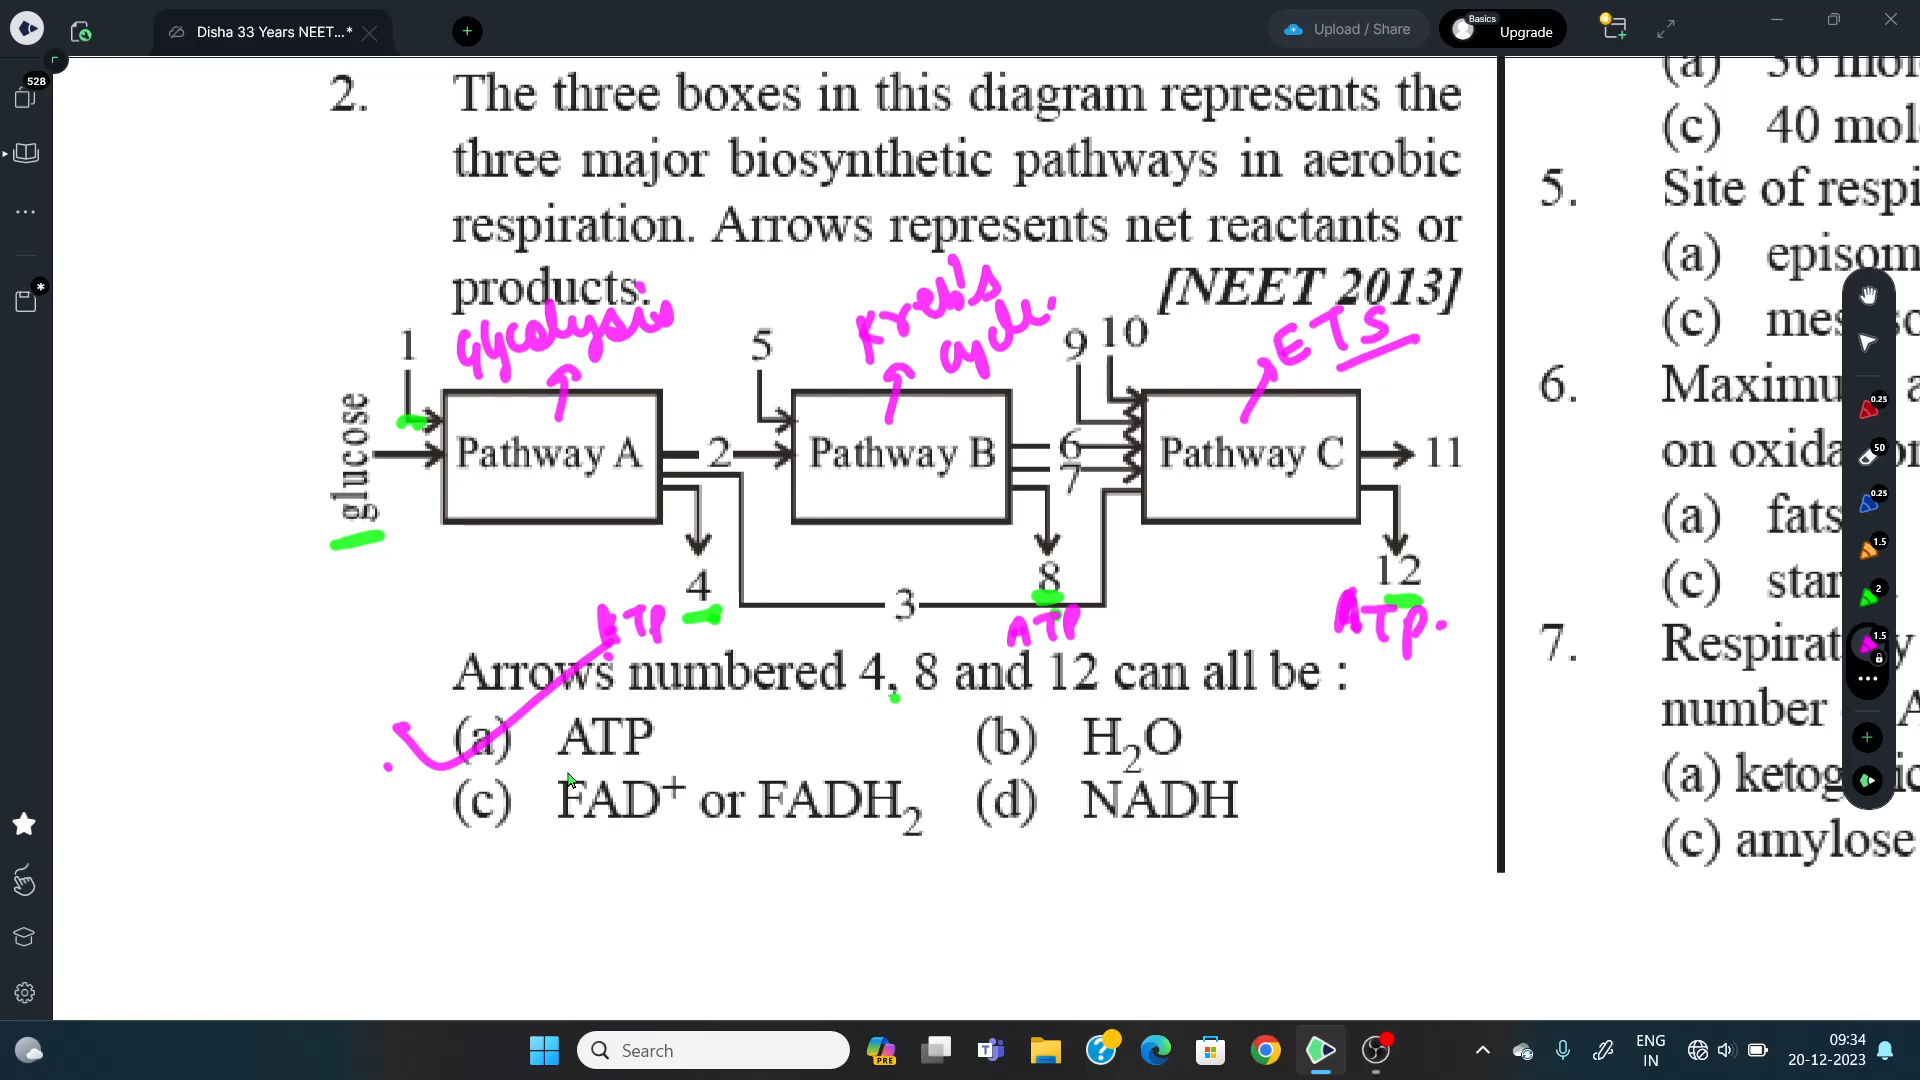 Disha 33 Years NEET...*
Upload / Share
Basics
Upgrade
528
2. The three boxes in this diagram represents the
three major biosynthetic pathways in aerobic
respiration. Arrows represents net reactants or
products. [NEET 2013]
Glycolysis
Kreb's
cycle.
ETS
1
5
9
10
glucose
Pathway A
2
Pathway B
6
7
Pathway C
11
4
3
8
12
ATP
ATP
ATP.
Arrows numbered 4, 8 and 12 can all be :
(a) ATP (b) H₂O
(c) FAD⁺ or FADH₂ (d) NADH
(a) 36 mol
(c) 40 mol
5. Site of respi
(a) episom
(c) mes
6. Maximu
on oxida
(a) fats
(c) star
7. Respirat
number
(a) ketog
(c) amylose
0.25
50
0.25
1.5
2
1.5
Search
PRE
ENG
IN
09:34
20-12-2023